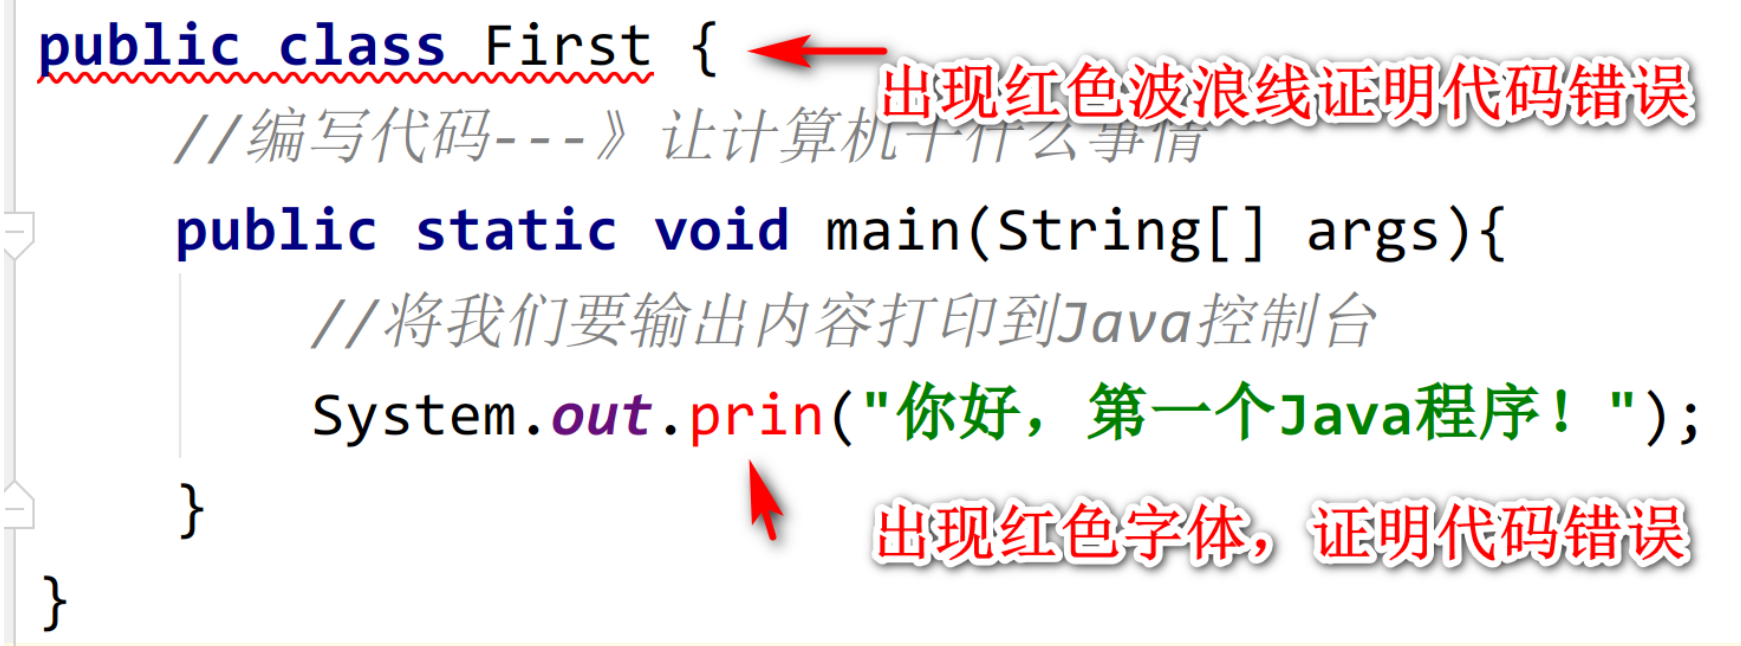 public class First {
出现红色波浪线证明代码错误
//编写代码---》让计算机干什么事情
public static void main(String[] args){
//将我们要输出内容打印到Java控制台
System.out.prin("你好，第一个Java程序！");
}
出现红色字体，证明代码错误
}